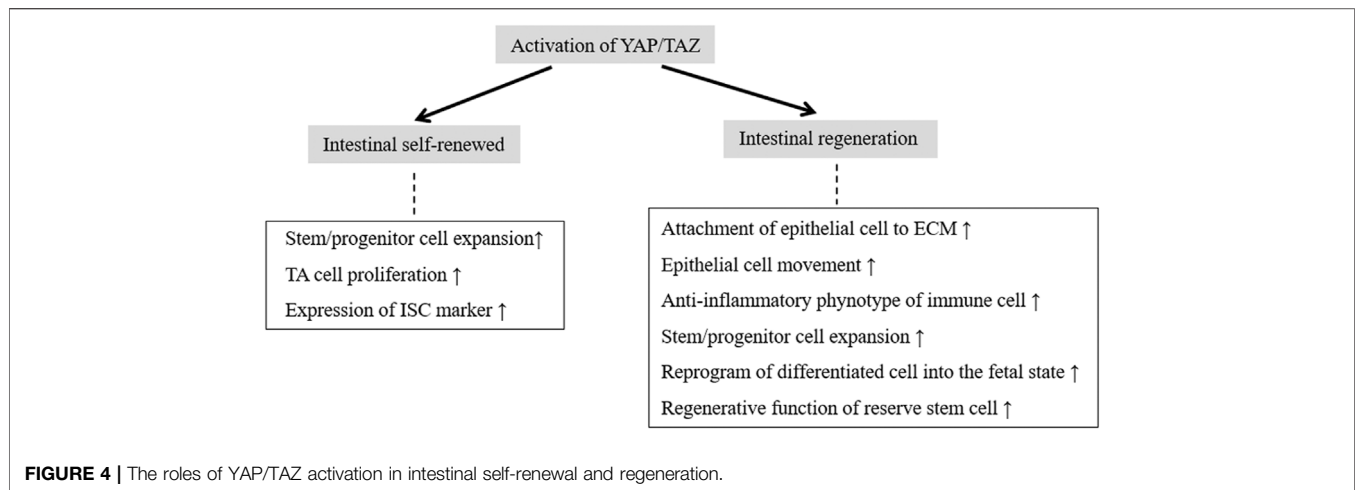 Activation of YAP/TAZ
Intestinal self-renewed
Intestinal regeneration
Stem/progenitor cell expansion↑
TA cell proliferation ↑
Expression of ISC marker ↑
Attachment of epithelial cell to ECM ↑
Epithelial cell movement ↑
Anti-inflammatory phynotype of immune cell ↑
Stem/progenitor cell expansion ↑
Reprogram of differentiated cell into the fetal state ↑
Regenerative function of reserve stem cell ↑
FIGURE 4 | The roles of YAP/TAZ activation in intestinal self-renewal and regeneration.